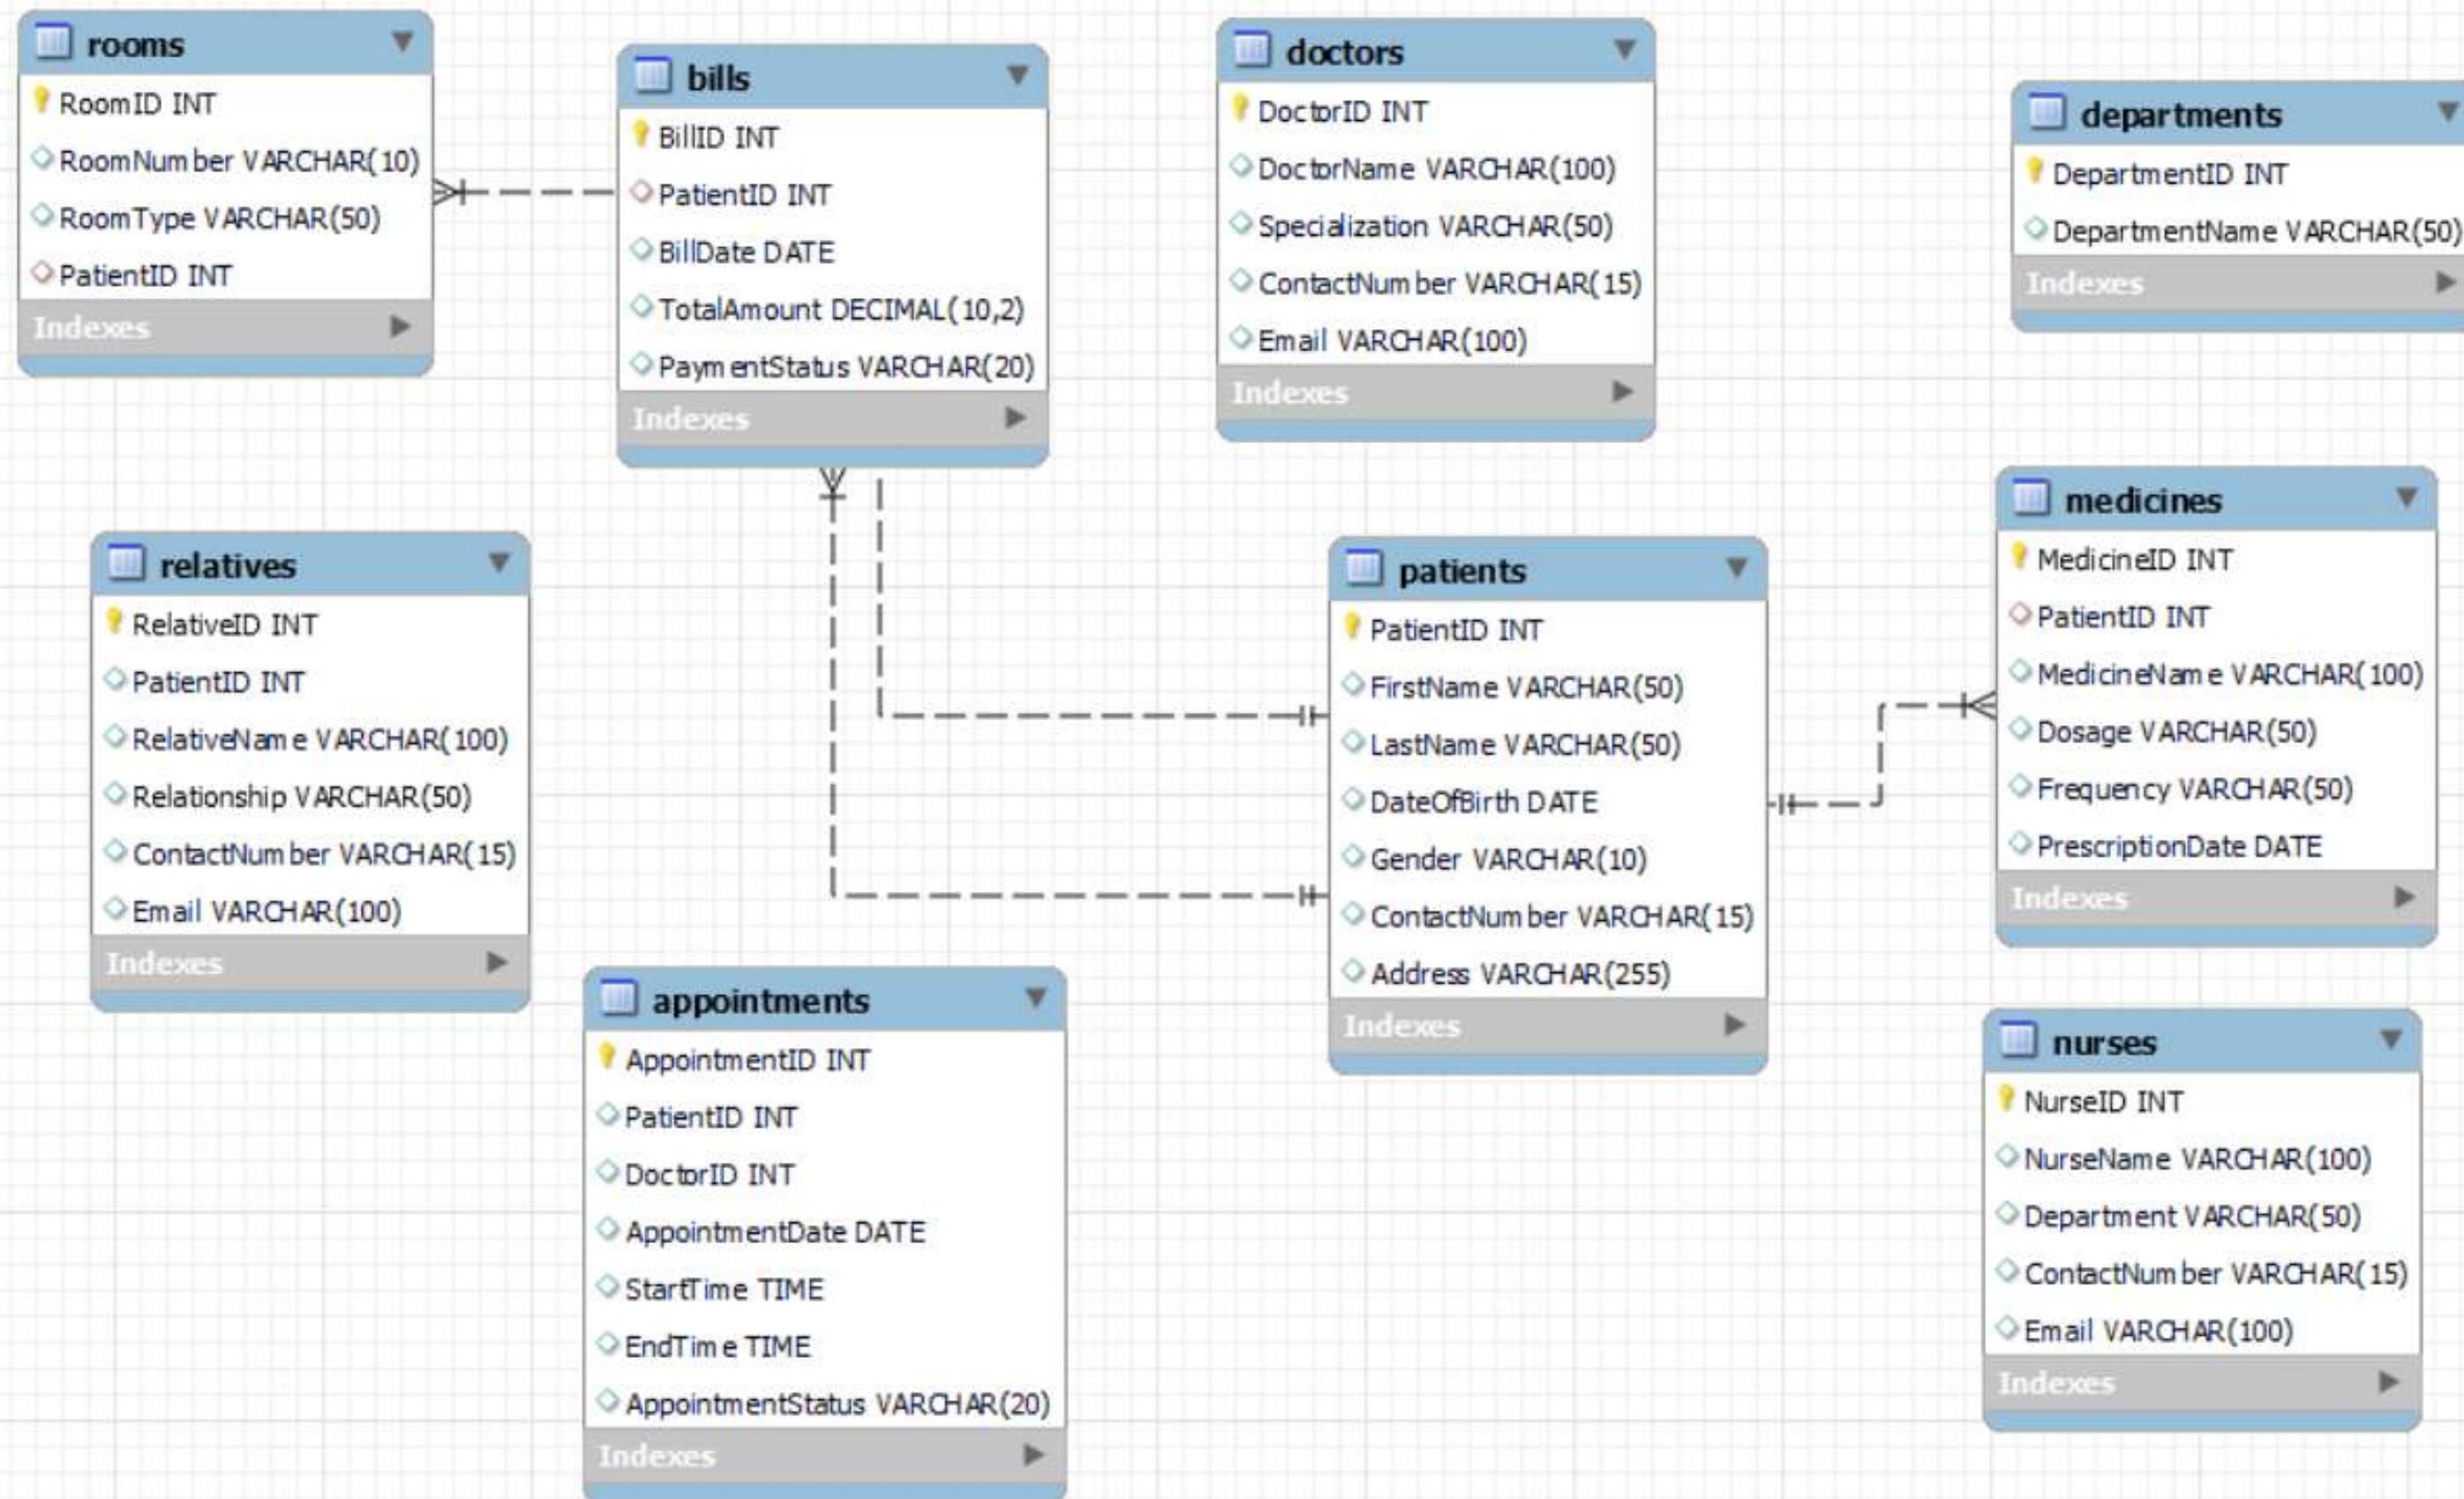 rooms
RoomID INT
RoomNumber VARCHAR(10)
RoomType VARCHAR(50)
PatientID INT
Indexes
bills
BillID INT
PatientID INT
BillDate DATE
TotalAmount DECIMAL(10,2)
PaymentStatus VARCHAR(20)
Indexes
doctors
DoctorID INT
DoctorName VARCHAR(100)
Specialization VARCHAR(50)
ContactNumber VARCHAR(15)
Email VARCHAR(100)
Indexes
departments
DepartmentID INT
DepartmentName VARCHAR(50)
Indexes
relatives
RelativeID INT
PatientID INT
RelativeName VARCHAR(100)
Relationship VARCHAR(50)
ContactNumber VARCHAR(15)
Email VARCHAR(100)
Indexes
patients
PatientID INT
FirstName VARCHAR(50)
LastName VARCHAR(50)
DateOfBirth DATE
Gender VARCHAR(10)
ContactNumber VARCHAR(15)
Address VARCHAR(255)
Indexes
medicines
MedicineID INT
PatientID INT
MedicineName VARCHAR(100)
Dosage VARCHAR(50)
Frequency VARCHAR(50)
PrescriptionDate DATE
Indexes
appointments
AppointmentID INT
PatientID INT
DoctorID INT
AppointmentDate DATE
StartTime TIME
EndTime TIME
AppointmentStatus VARCHAR(20)
Indexes
nurses
NurseID INT
NurseName VARCHAR(100)
Department VARCHAR(50)
ContactNumber VARCHAR(15)
Email VARCHAR(100)
Indexes